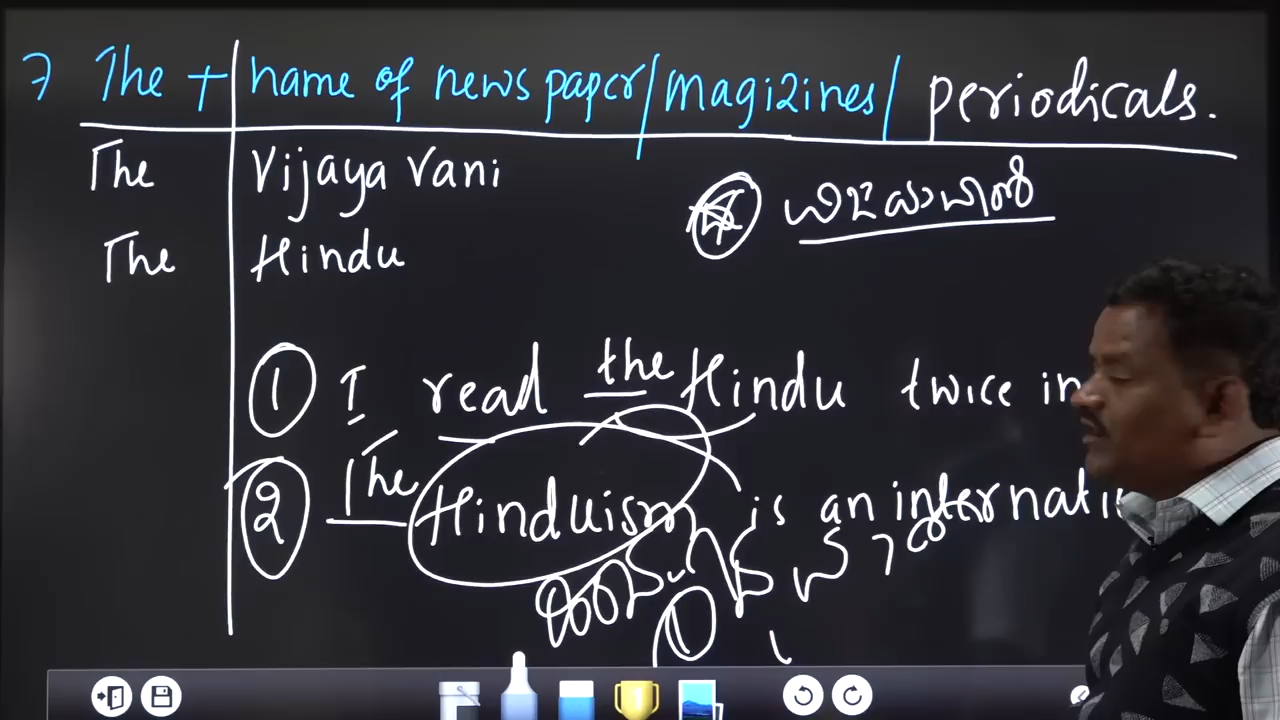 7 The + name of news paper/magizines/ periodicals.
The Vijaya Vani
The Hindu
① I read the Hindu twice in
② The Hinduism is an internati